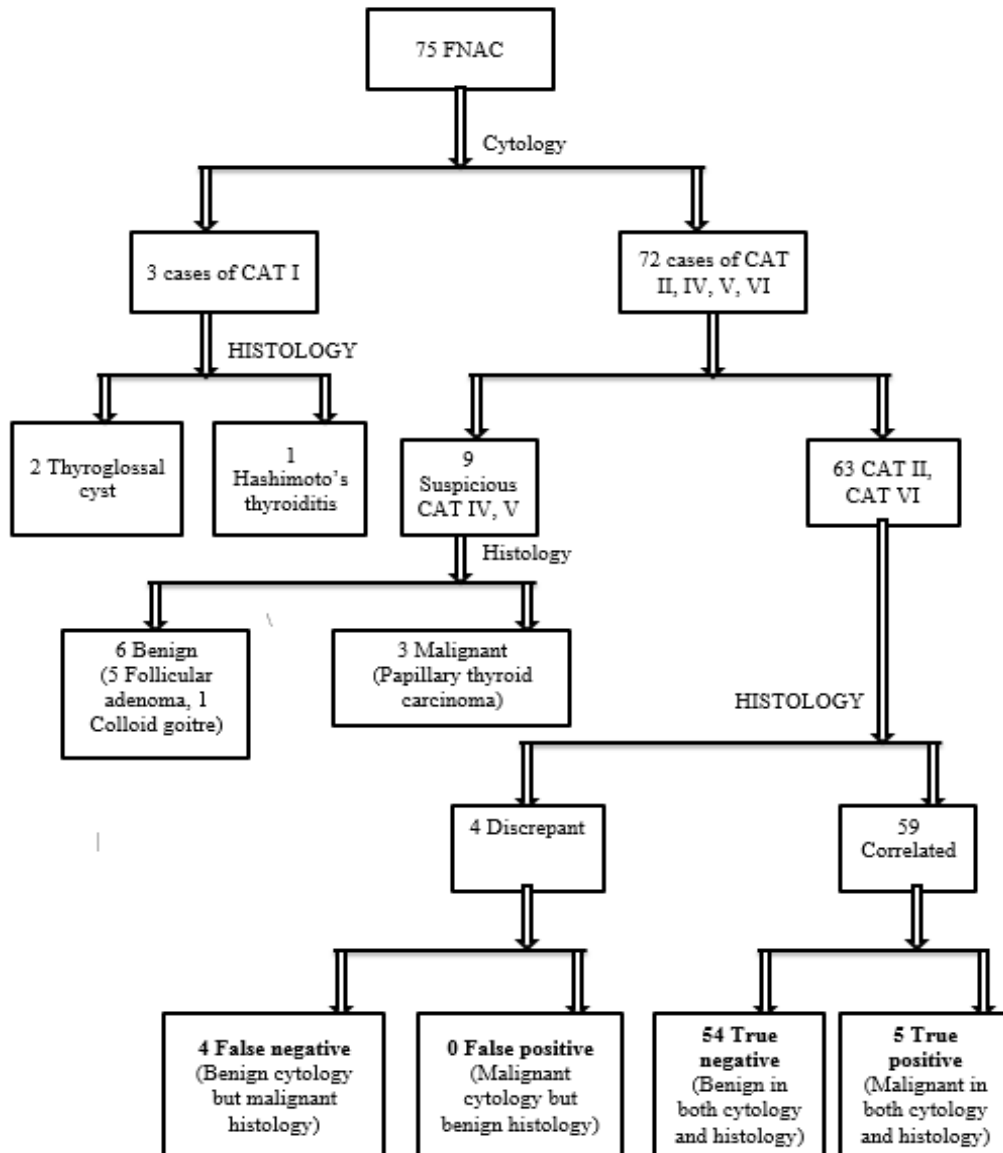 75 FNAC
Cytology
3 cases of CAT I
72 cases of CAT
II, IV, V, VI
HISTOLOGY
2 Thyroglossal
cyst
1
Hashimoto's
thyroiditis
9
Suspicious
CAT IV, V
63 CAT II,
CAT VI
Histology
6 Benign
(5 Follicular
adenoma, 1
Colloid goitre)
3 Malignant
(Papillary thyroid
carcinoma)
HISTOLOGY
4 Discrepant
59
Correlated
4 False negative
(Benign cytology
but malignant
histology)
0 False positive
(Malignant
cytology but
benign histology)
54 True
negative
(Benign in
both cytology
and histology)
5 True
positive
(Malignant in
both cytology
and histology)